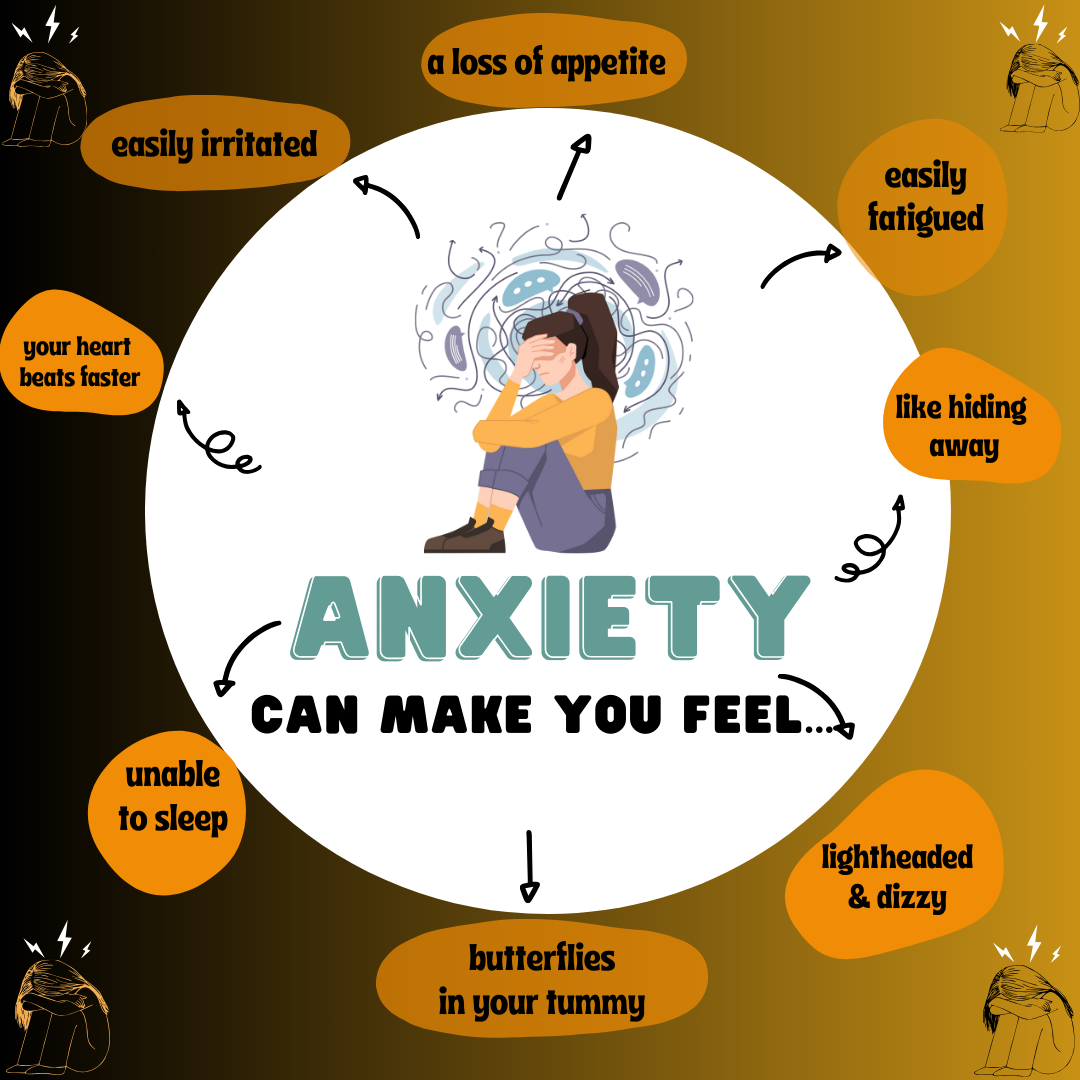 a loss of appetite
easily irritated
easily
fatigued
your heart
beats faster
like hiding
away
ANXIETY
CAN MAKE YOU FEEL...
unable
to sleep
lightheaded
& dizzy
butterflies
in your tummy